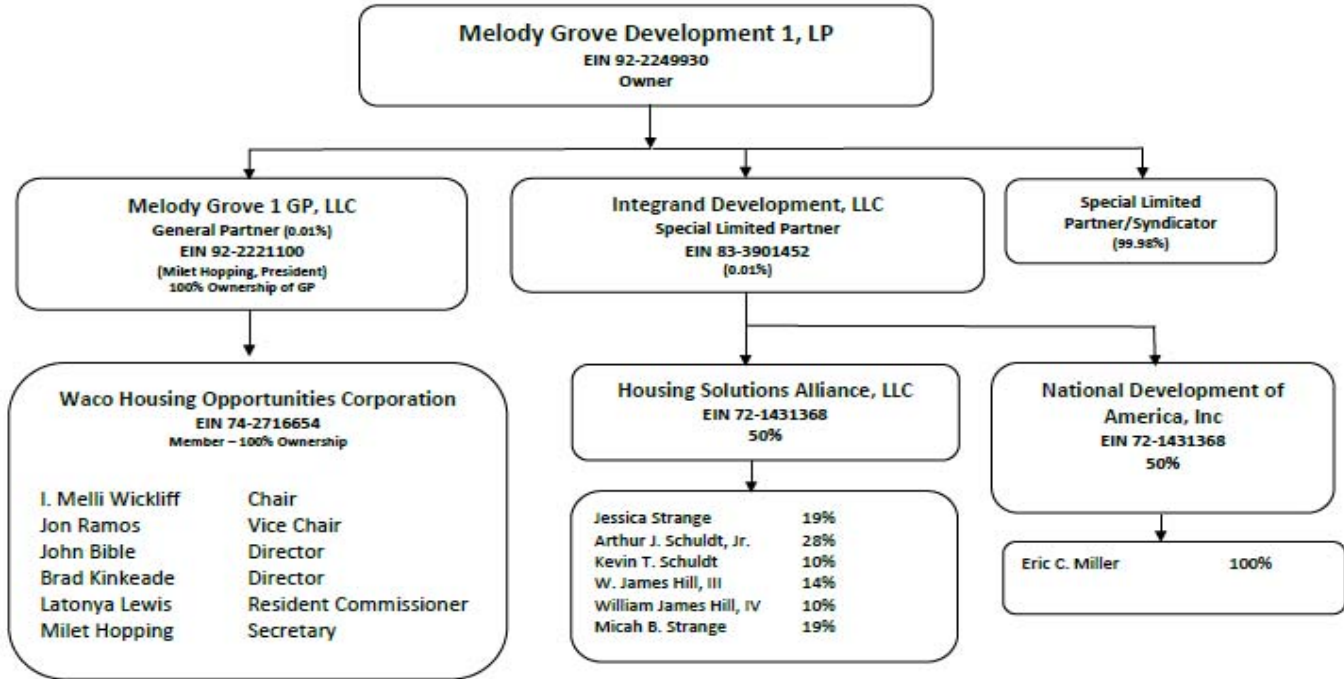 Melody Grove Development 1, LP
EIN 92-2249930
Owner
Melody Grove 1 GP, LLC
General Partner (0.01%)
EIN 92-2221100
(Milet Hopping, President)
100% Ownership of GP
Integrand Development, LLC
Special Limited Partner
EIN 83-3901452
(0.01%)
Special Limited
Partner/Syndicator
(99.98%)
Waco Housing Opportunities Corporation
EIN 74-2716654
Member – 100% Ownership
I. Melli Wickliff Chair
Jon Ramos Vice Chair
John Bible Director
Brad Kinkeade Director
Latonya Lewis Resident Commissioner
Milet Hopping Secretary
Housing Solutions Alliance, LLC
EIN 72-1431368
50%
Jessica Strange 19%
Arthur J. Schuldt, Jr. 28%
Kevin T. Schuldt 10%
W. James Hill, III 14%
William James Hill, IV 10%
Micah B. Strange 19%
National Development of
America, Inc
EIN 72-1431368
50%
Eric C. Miller 100%